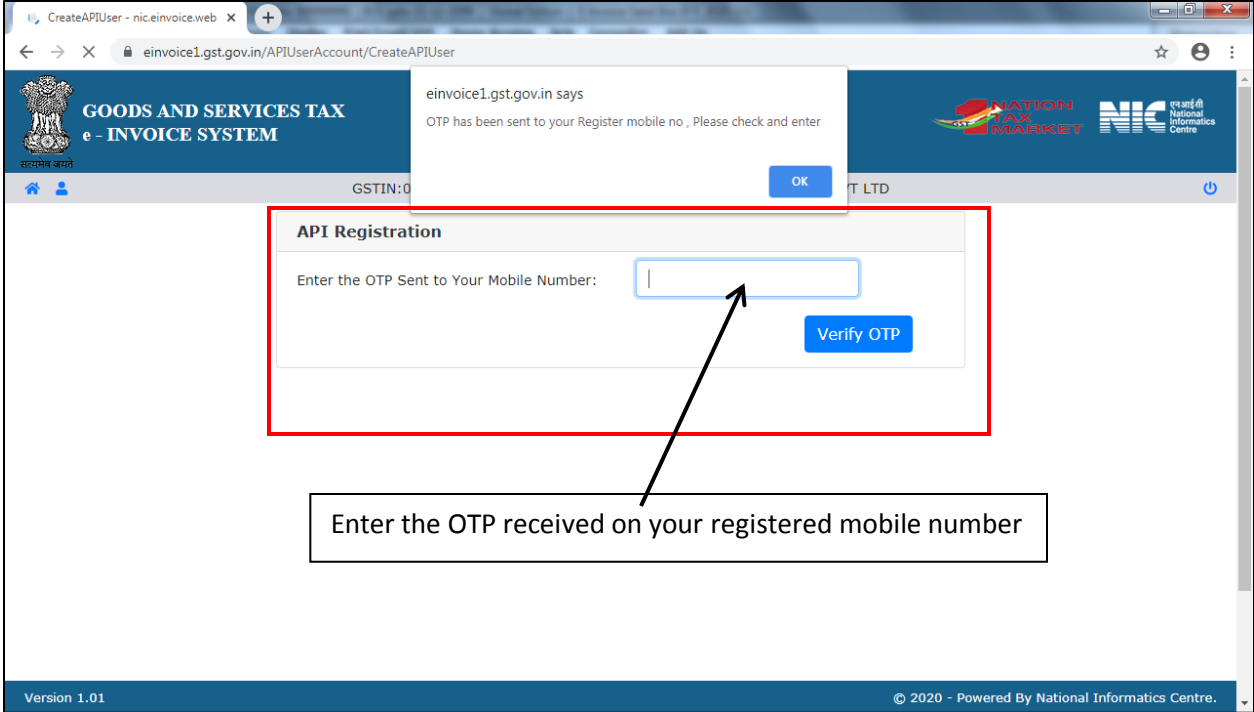 CreateAPIUser - nic.einvoice.web
einvoice1.gst.gov.in/APIUserAccount/CreateAPIUser
GOODS AND SERVICES TAX
e - INVOICE SYSTEM
सत्यमेव जयते
einvoice1.gst.gov.in says
OTP has been sent to your Register mobile no , Please check and enter
OK
NATION
TAX
MARKET
NIC
एन आई सी
National
Informatics
Centre
GSTIN:0
T LTD
API Registration
Enter the OTP Sent to Your Mobile Number:
Verify OTP
Enter the OTP received on your registered mobile number
Version 1.01
© 2020 - Powered By National Informatics Centre.